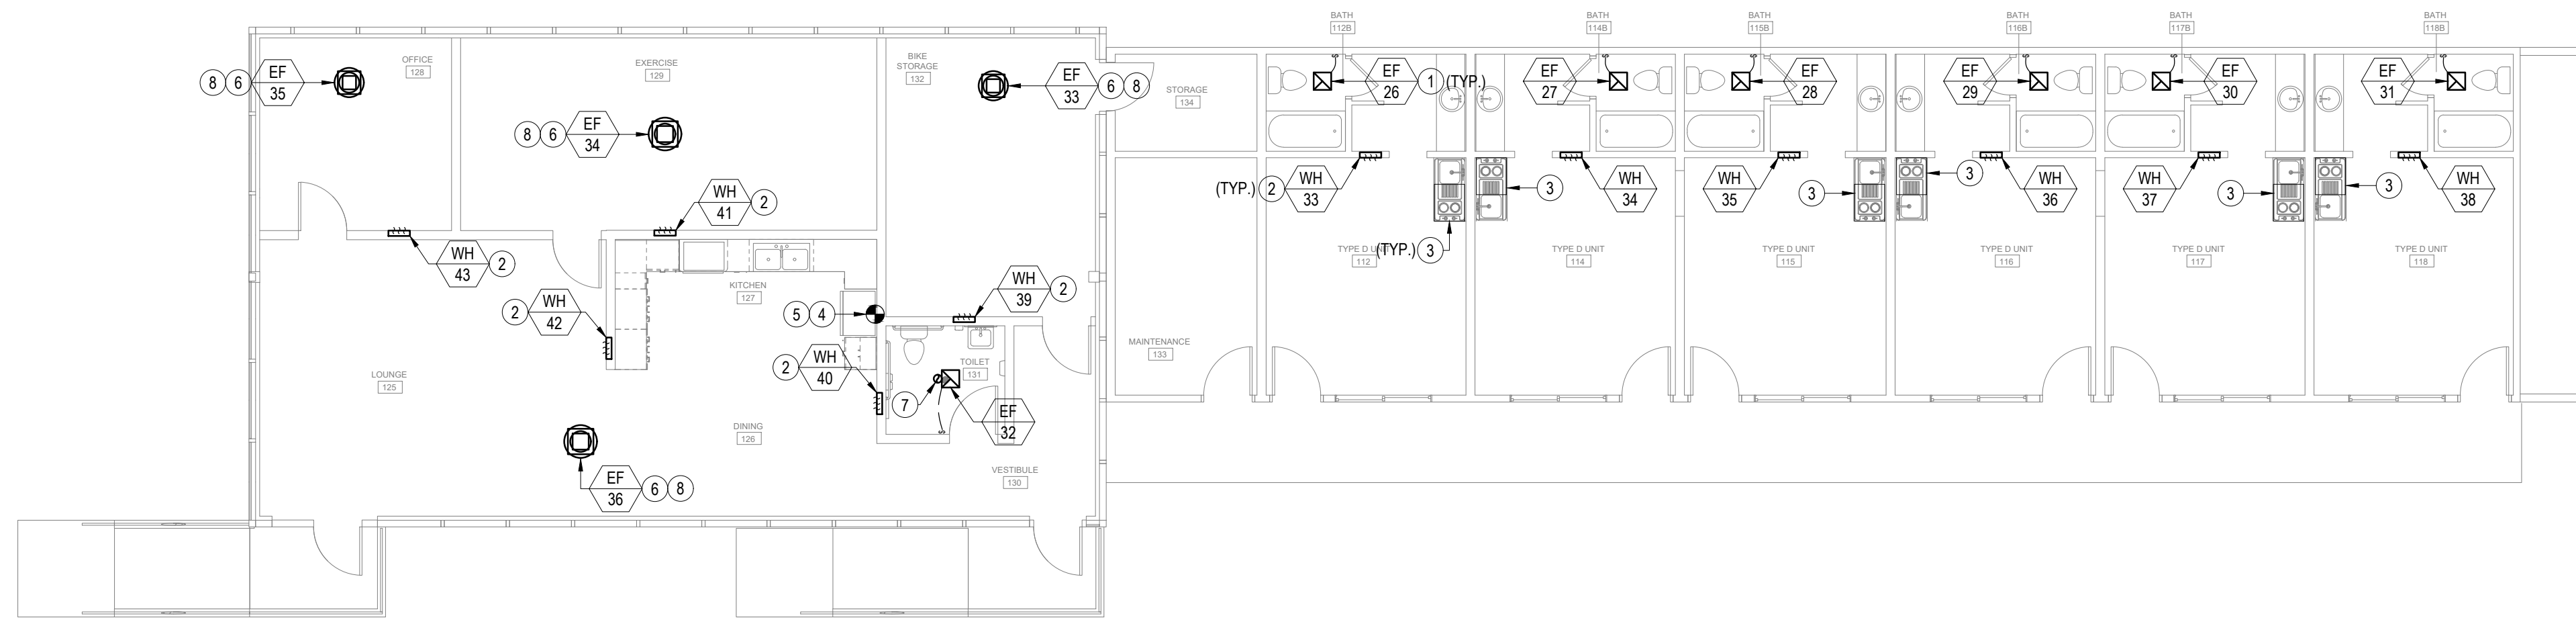 BATH
112B
BATH
114B
BATH
115B
BATH
116B
BATH
117B
BATH
118B
8
6
EF
35
OFFICE
128
EXERCISE
129
BIKE
STORAGE
132
EF
33
6
8
STORAGE
134
EF
26
1
(TYP.)
EF
27
EF
28
EF
29
EF
30
EF
31
8
6
EF
34
WH
41
2
(TYP.)
2
WH
33
3
WH
34
WH
35
3
3
WH
36
WH
37
3
3
WH
38
WH
43
2
2
WH
42
KITCHEN
127
5
4
WH
39
2
TYPE D UNIT
112
(TYP.)
3
TYPE D UNIT
114
TYPE D UNIT
115
TYPE D UNIT
116
TYPE D UNIT
117
TYPE D UNIT
118
MAINTENANCE
133
LOUNGE
125
2
WH
40
TOILET
131
7
EF
32
DINING
126
VESTIBULE
130
EF
36
6
8